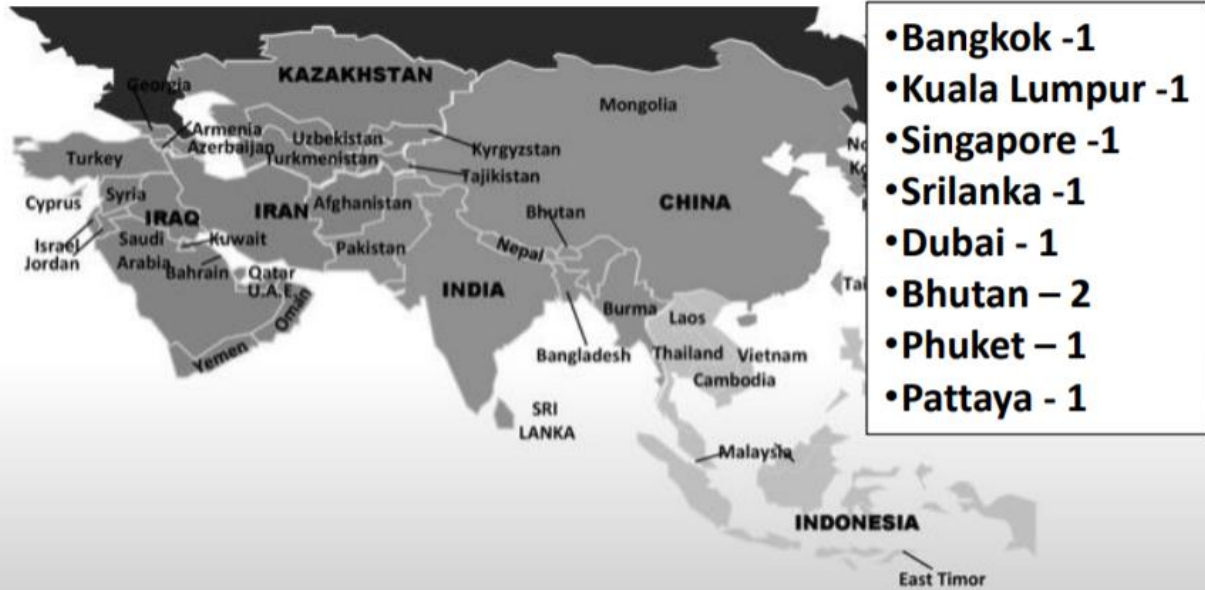 Georgia
KAZAKHSTAN
Mongolia
Armenia
Azerbaijan
Uzbekistan
Turkmenistan
Kyrgyzstan
Tajikistan
Turkey
Cyprus
Syria
IRAQ
IRAN
Afghanistan
Bhutan
CHINA
Israel
Jordan
Saudi
Arabia
Kuwait
Bahrain
Qatar
U.A.E.
Oman
Yemen
Pakistan
Nepal
INDIA
Burma
Laos
Bangladesh
Thailand
Vietnam
Cambodia
SRI
LANKA
Malaysia
INDONESIA
East Timor
•Bangkok -1
•Kuala Lumpur -1
•Singapore -1
•Srilanka -1
•Dubai - 1
•Bhutan – 2
•Phuket – 1
•Pattaya - 1